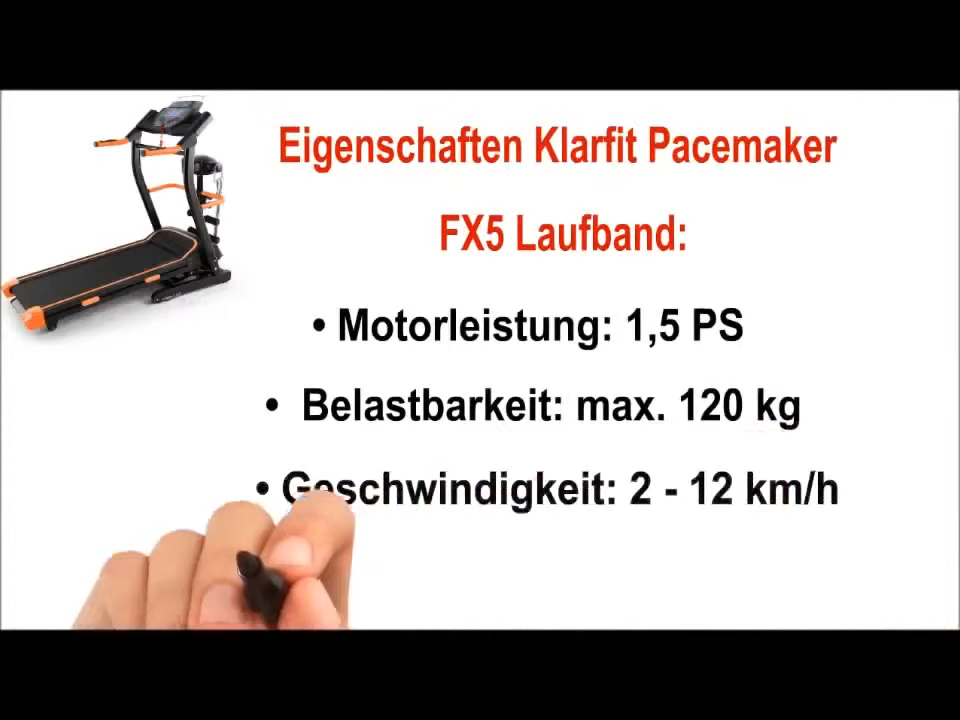 Eigenschaften Klarfit Pacemaker
FX5 Laufband:
• Motorleistung: 1,5 PS
• Belastbarkeit: max. 120 kg
• Geschwindigkeit: 2 - 12 km/h